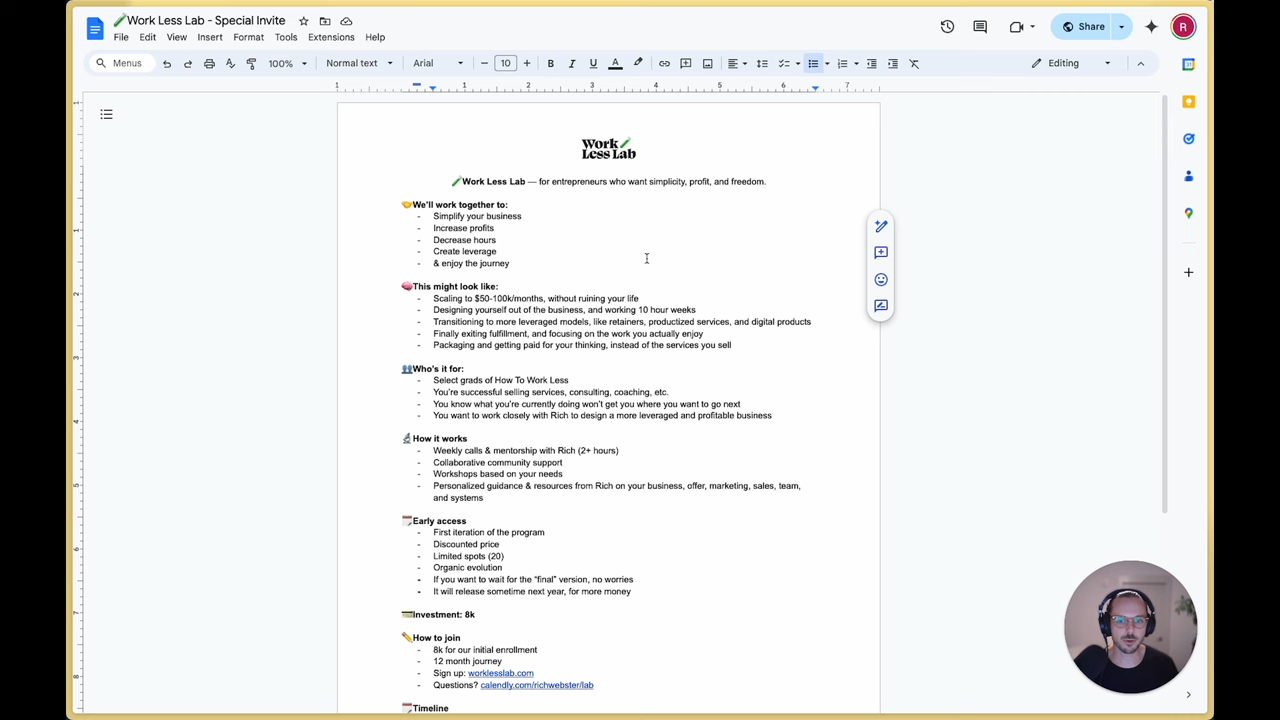 Work Less Lab - Special Invite
File Edit View Insert Format Tools Extensions Help
Share
R
Menus 100% Normal text Arial 10 B I U A Editing
1 1 2 3 4 5 6 7
Work
Less Lab
Work Less Lab — for entrepreneurs who want simplicity, profit, and freedom.
We'll work together to:
- Simplify your business
- Increase profits
- Decrease hours
- Create leverage
- & enjoy the journey
This might look like:
- Scaling to $50-100k/months, without ruining your life
- Designing yourself out of the business, and working 10 hour weeks
- Transitioning to more leveraged models, like retainers, productized services, and digital products
- Finally exiting fulfillment, and focusing on the work you actually enjoy
- Packaging and getting paid for your thinking, instead of the services you sell
Who's it for:
- Select grads of How To Work Less
- You're successful selling services, consulting, coaching, etc.
- You know what you're currently doing won't get you where you want to go next
- You want to work closely with Rich to design a more leveraged and profitable business
How it works
- Weekly calls & mentorship with Rich (2+ hours)
- Collaborative community support
- Workshops based on your needs
- Personalized guidance & resources from Rich on your business, offer, marketing, sales, team,
and systems
Early access
- First iteration of the program
- Discounted price
- Limited spots (20)
- Organic evolution
- If you want to wait for the “final” version, no worries
- It will release sometime next year, for more money
Investment: 8k
How to join
- 8k for our initial enrollment
- 12 month journey
- Sign up: worklesslab.com
- Questions? calendly.com/richwebster/lab
Timeline